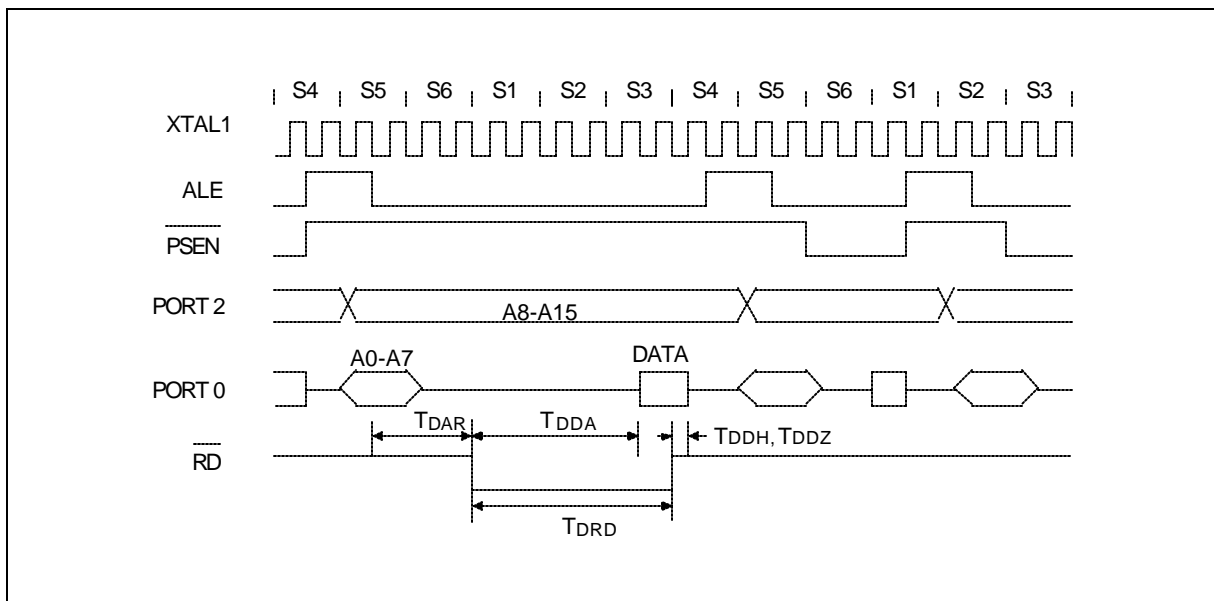 S4 S5 S6 S1 S2 S3 S4 S5 S6 S1 S2 S3
XTAL1
ALE
PSEN
PORT 2
A8-A15
A0-A7
DATA
PORT 0
TDAR
TDDA
TDDH, TDDZ
RD
TDRD